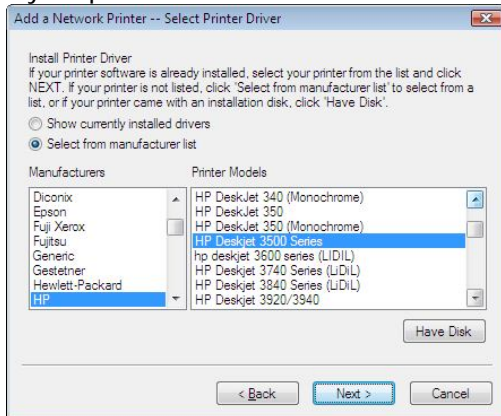 Add a Network Printer -- Select Printer Driver
Install Printer Driver
If your printer software is already installed, select your printer from the list and click
NEXT. If your printer is not listed, click 'Select from manufacturer list' to select from a
list, or if your printer came with an installation disk, click 'Have Disk'.
Show currently installed drivers
Select from manufacturer list
Manufacturers
Printer Models
Diconix
Epson
Fuji Xerox
Fujitsu
Generic
Gestetner
Hewlett-Packard
HP
HP DeskJet 340 (Monochrome)
HP DeskJet 350
HP DeskJet 350 (Monochrome)
HP Deskjet 3500 Series
hp deskjet 3600 series (LIDIL)
HP Deskjet 3740 Series (LiDiL)
HP Deskjet 3840 Series (LiDiL)
HP Deskjet 3920/3940
Have Disk
< Back
Next >
Cancel